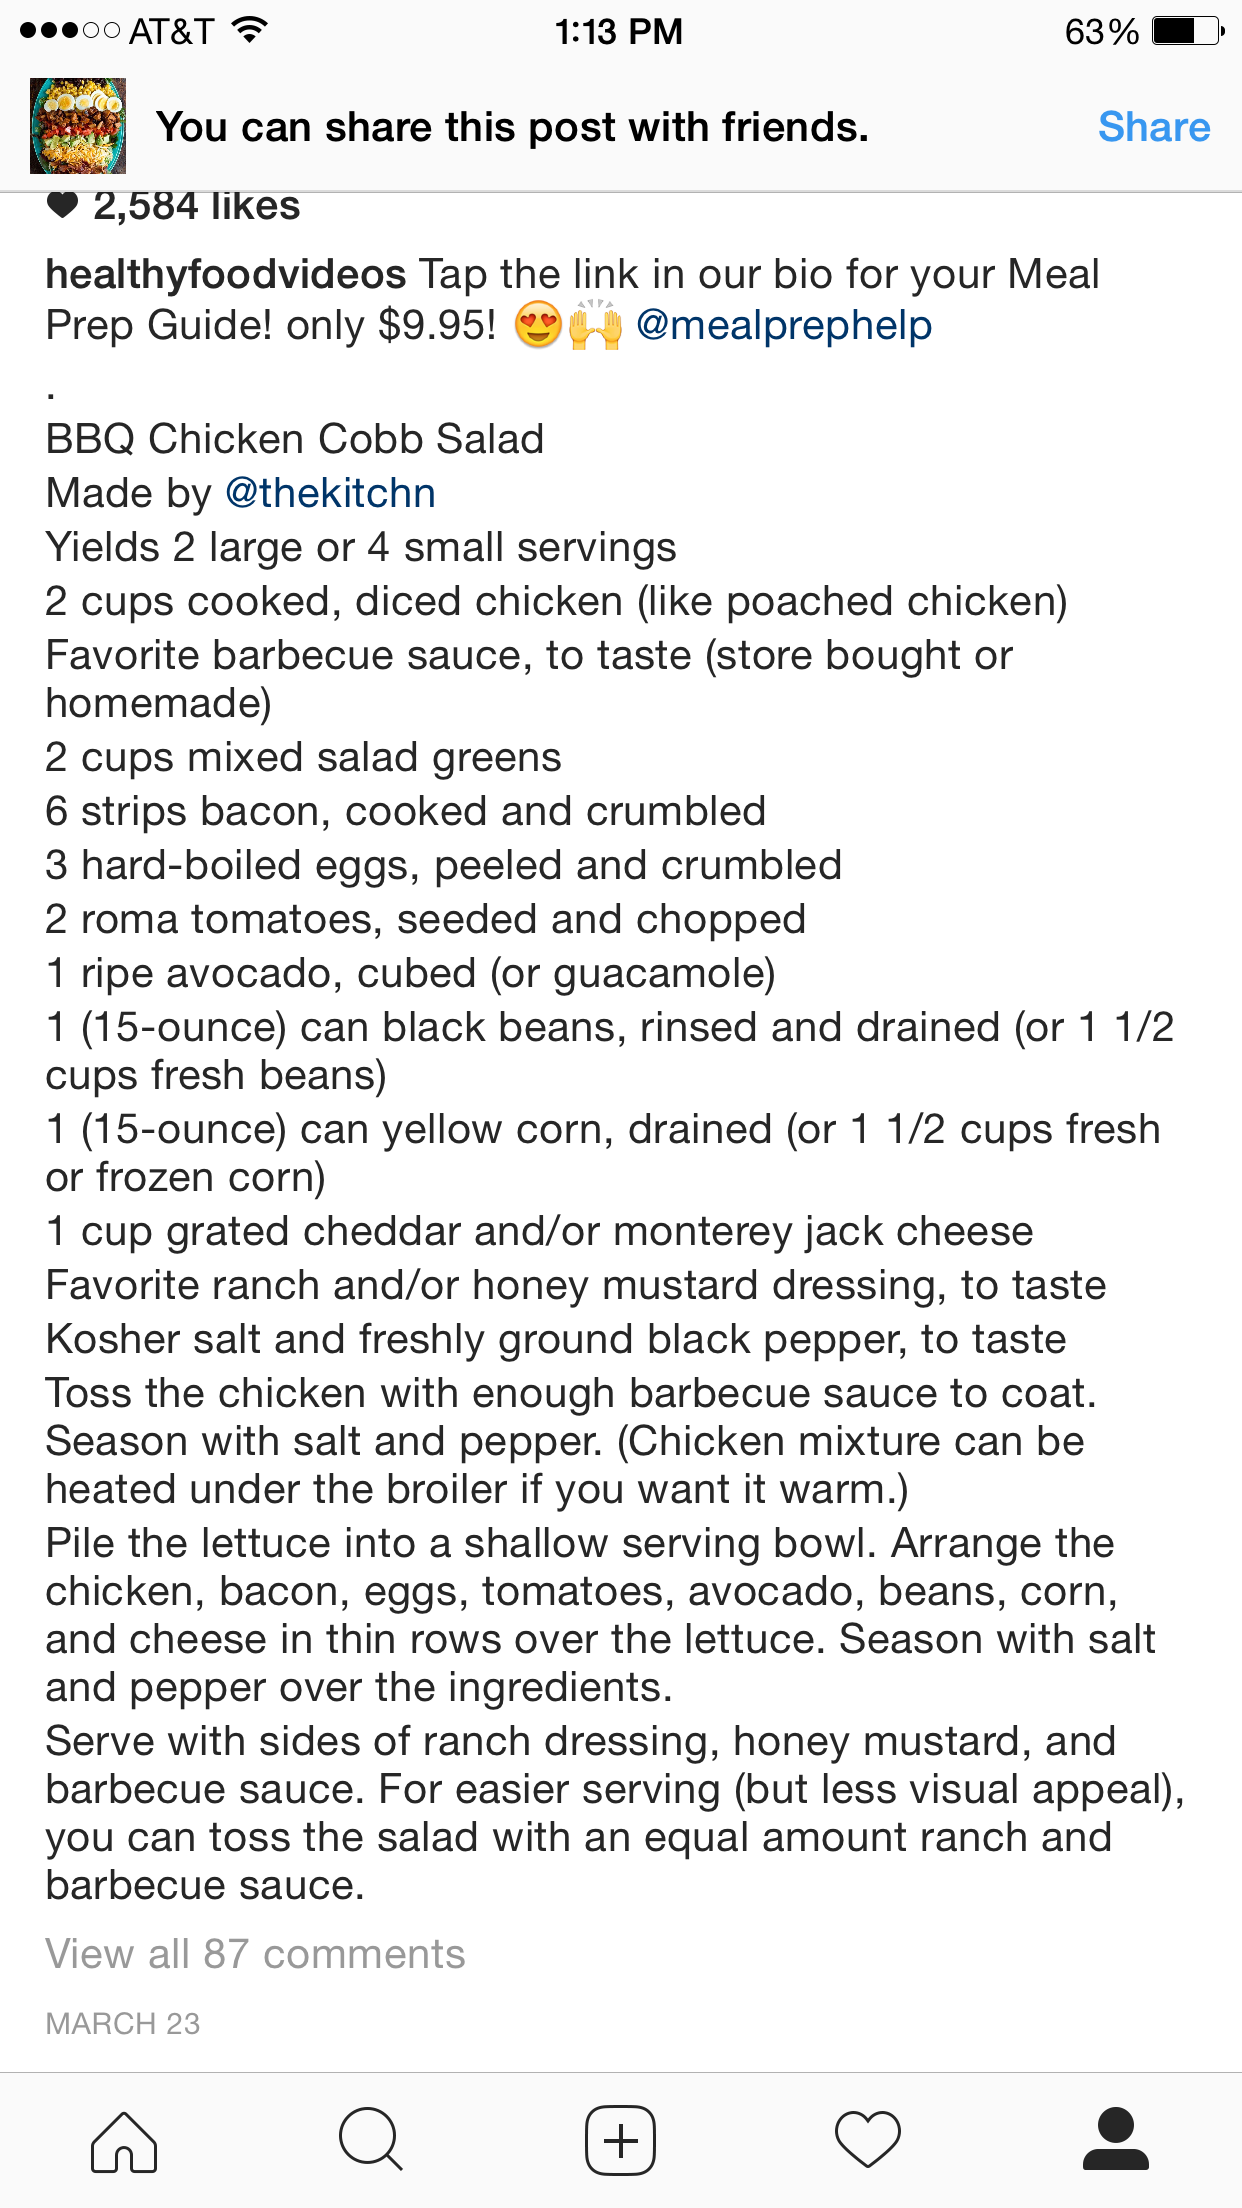 AT&T 1:13 PM 63%
You can share this post with friends. Share
2,584 likes
healthyfoodvideos Tap the link in our bio for your Meal
Prep Guide! only $9.95! 😍🙌 @mealprephelp
.
BBQ Chicken Cobb Salad
Made by @thekitchn
Yields 2 large or 4 small servings
2 cups cooked, diced chicken (like poached chicken)
Favorite barbecue sauce, to taste (store bought or
homemade)
2 cups mixed salad greens
6 strips bacon, cooked and crumbled
3 hard-boiled eggs, peeled and crumbled
2 roma tomatoes, seeded and chopped
1 ripe avocado, cubed (or guacamole)
1 (15-ounce) can black beans, rinsed and drained (or 1 1/2
cups fresh beans)
1 (15-ounce) can yellow corn, drained (or 1 1/2 cups fresh
or frozen corn)
1 cup grated cheddar and/or monterey jack cheese
Favorite ranch and/or honey mustard dressing, to taste
Kosher salt and freshly ground black pepper, to taste
Toss the chicken with enough barbecue sauce to coat.
Season with salt and pepper. (Chicken mixture can be
heated under the broiler if you want it warm.)
Pile the lettuce into a shallow serving bowl. Arrange the
chicken, bacon, eggs, tomatoes, avocado, beans, corn,
and cheese in thin rows over the lettuce. Season with salt
and pepper over the ingredients.
Serve with sides of ranch dressing, honey mustard, and
barbecue sauce. For easier serving (but less visual appeal),
you can toss the salad with an equal amount ranch and
barbecue sauce.
View all 87 comments
MARCH 23